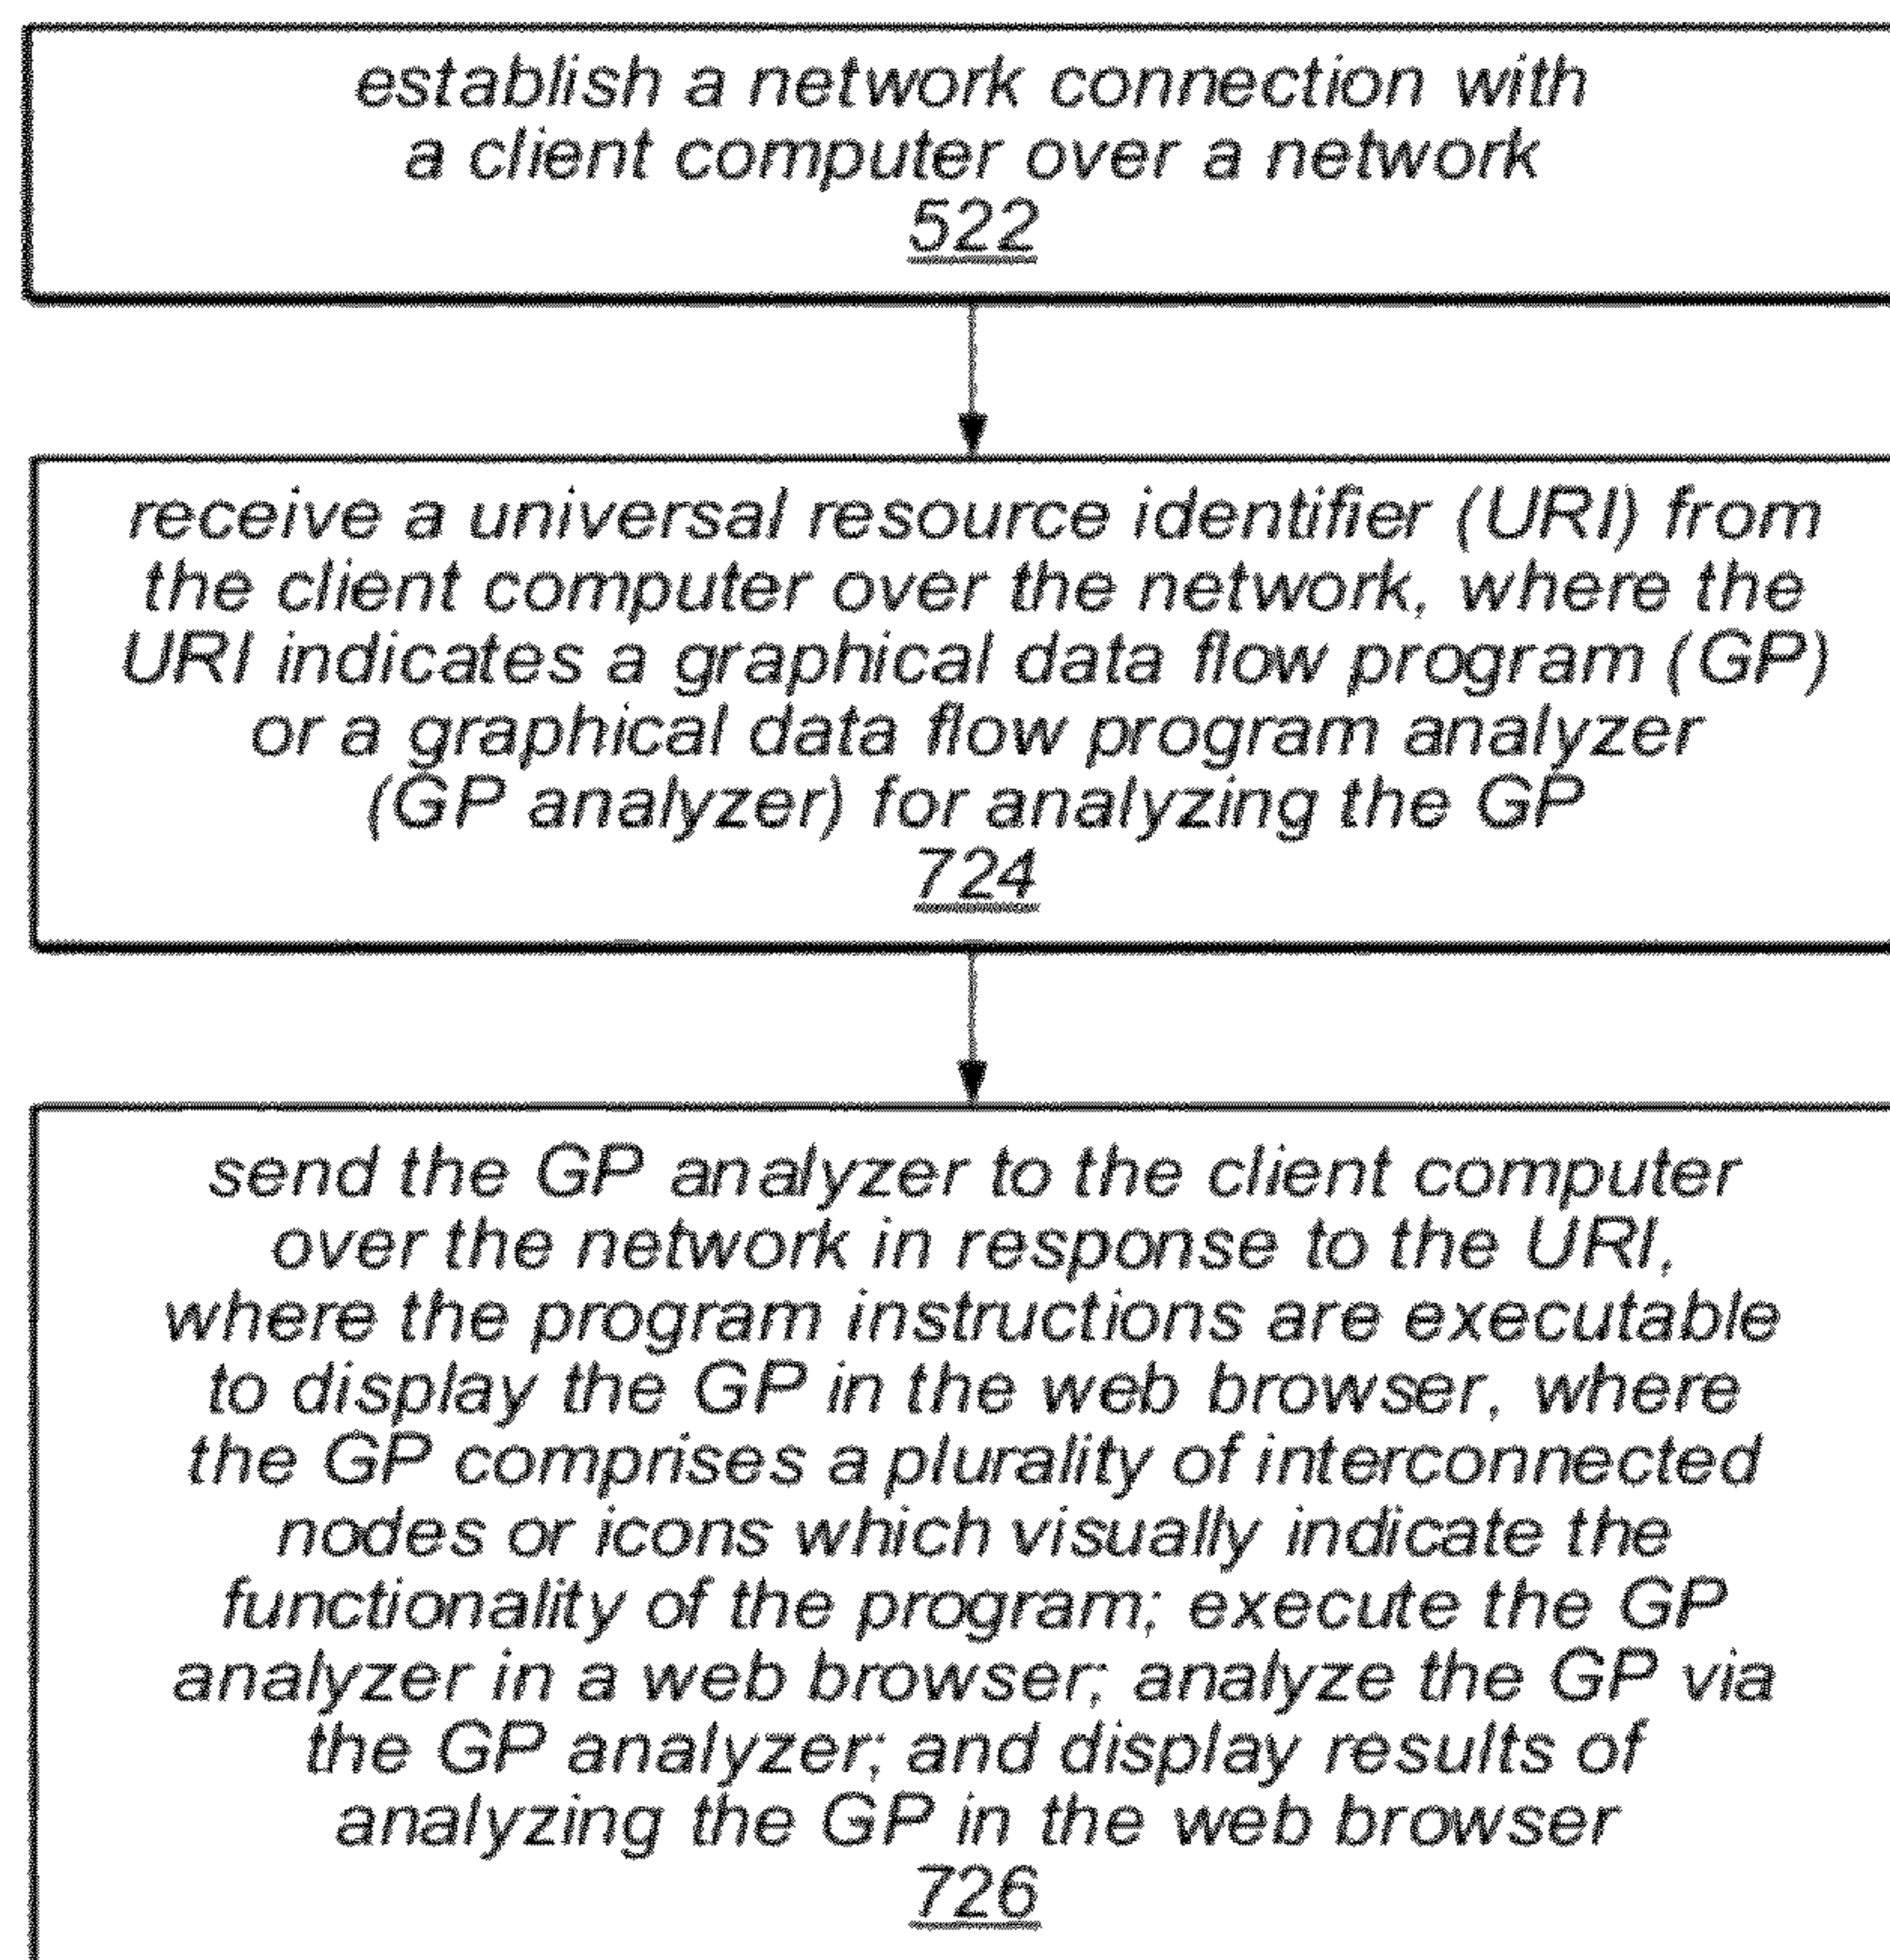 establish a network connection with
a client computer over a network
522
receive a universal resource identifier (URI) from
the client computer over the network, where the
URI indicates a graphical data flow program (GP)
or a graphical data flow program analyzer
(GP analyzer) for analyzing the GP
724
send the GP analyzer to the client computer
over the network in response to the URI,
where the program instructions are executable
to display the GP in the web browser, where
the GP comprises a plurality of interconnected
nodes or icons which visually indicate the
functionality of the program; execute the GP
analyzer in a web browser; analyze the GP via
the GP analyzer; and display results of
analyzing the GP in the web browser
726